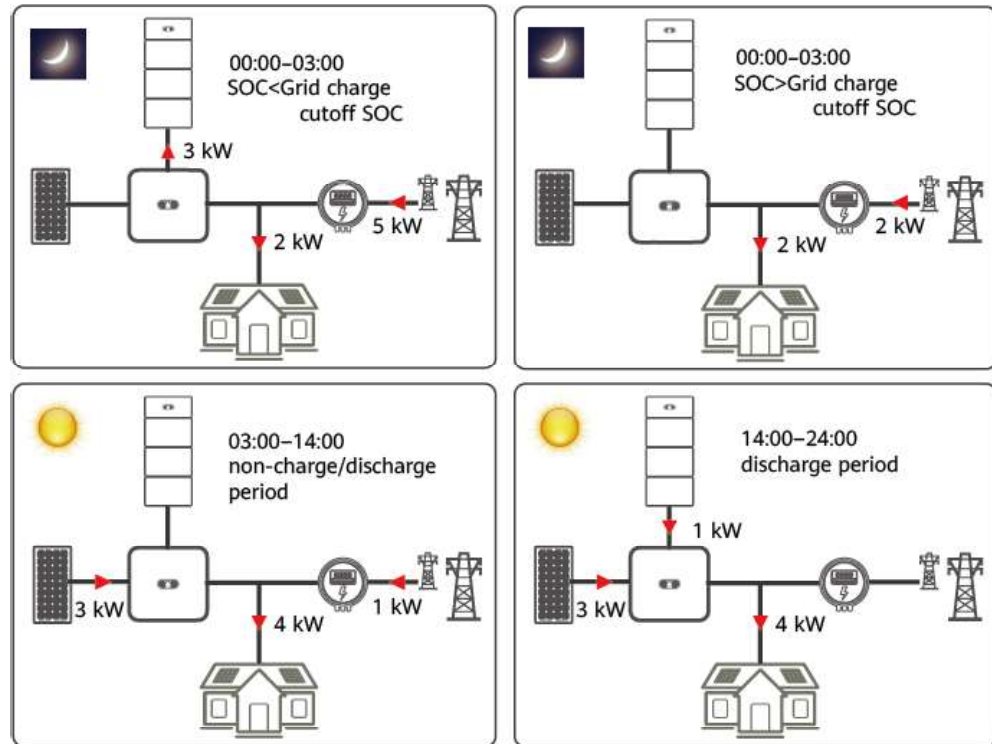 00:00–03:00
SOC<Grid charge
cutoff SOC
3 kW
5 kW
2 kW
00:00–03:00
SOC>Grid charge
cutoff SOC
2 kW
2 kW
03:00–14:00
non-charge/discharge
period
3 kW
1 kW
4 kW
14:00–24:00
discharge period
1 kW
3 kW
4 kW